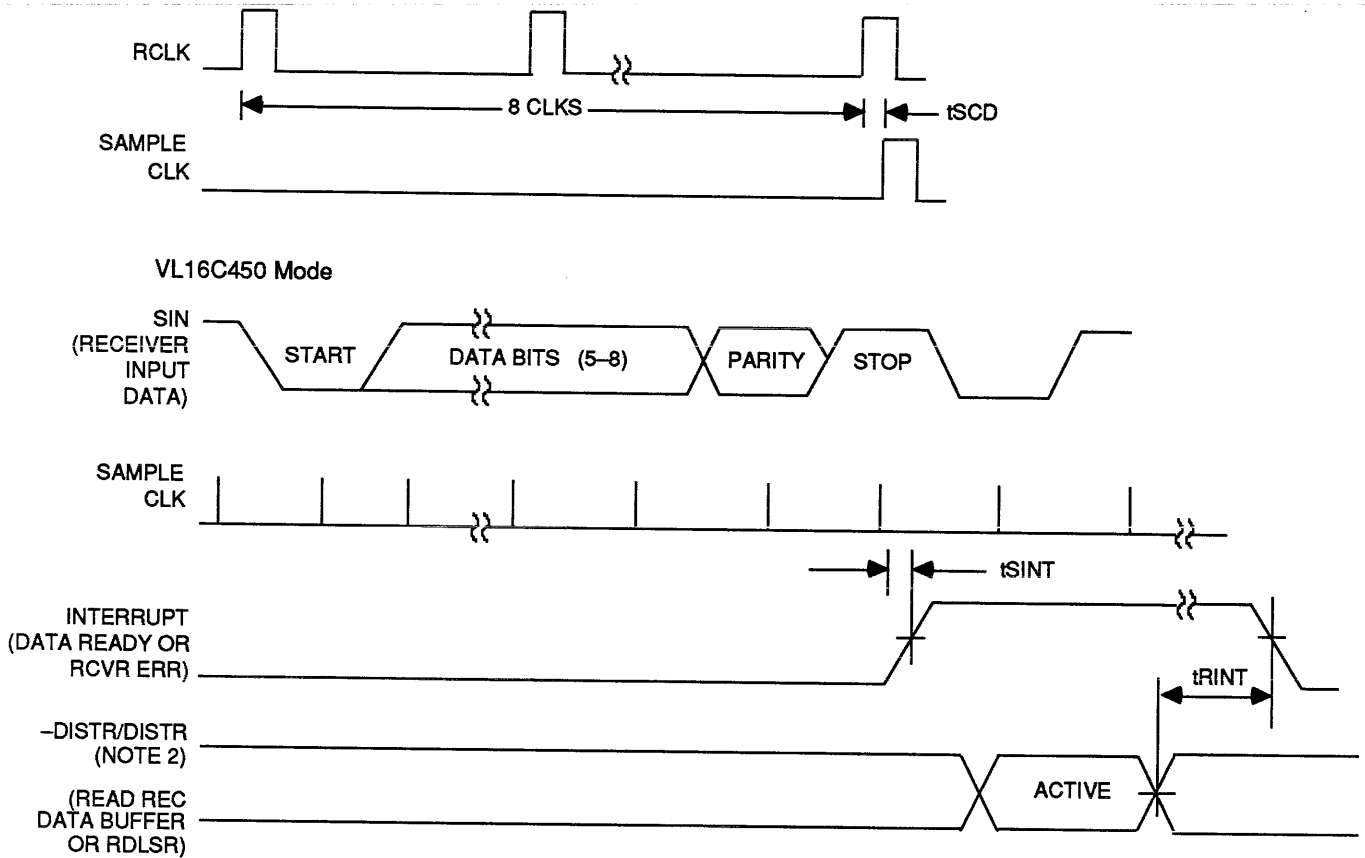 RCLK
8 CLKS
tSCD
SAMPLE
CLK
VL16C450 Mode
SIN
(RECEIVER
INPUT
DATA)
START
DATA BITS (5–8)
PARITY
STOP
SAMPLE
CLK
tSINT
INTERRUPT
(DATA READY OR
RCVR ERR)
tRINT
–DISTR/DISTR
(NOTE 2)
ACTIVE
(READ REC
DATA BUFFER
OR RDLSR)